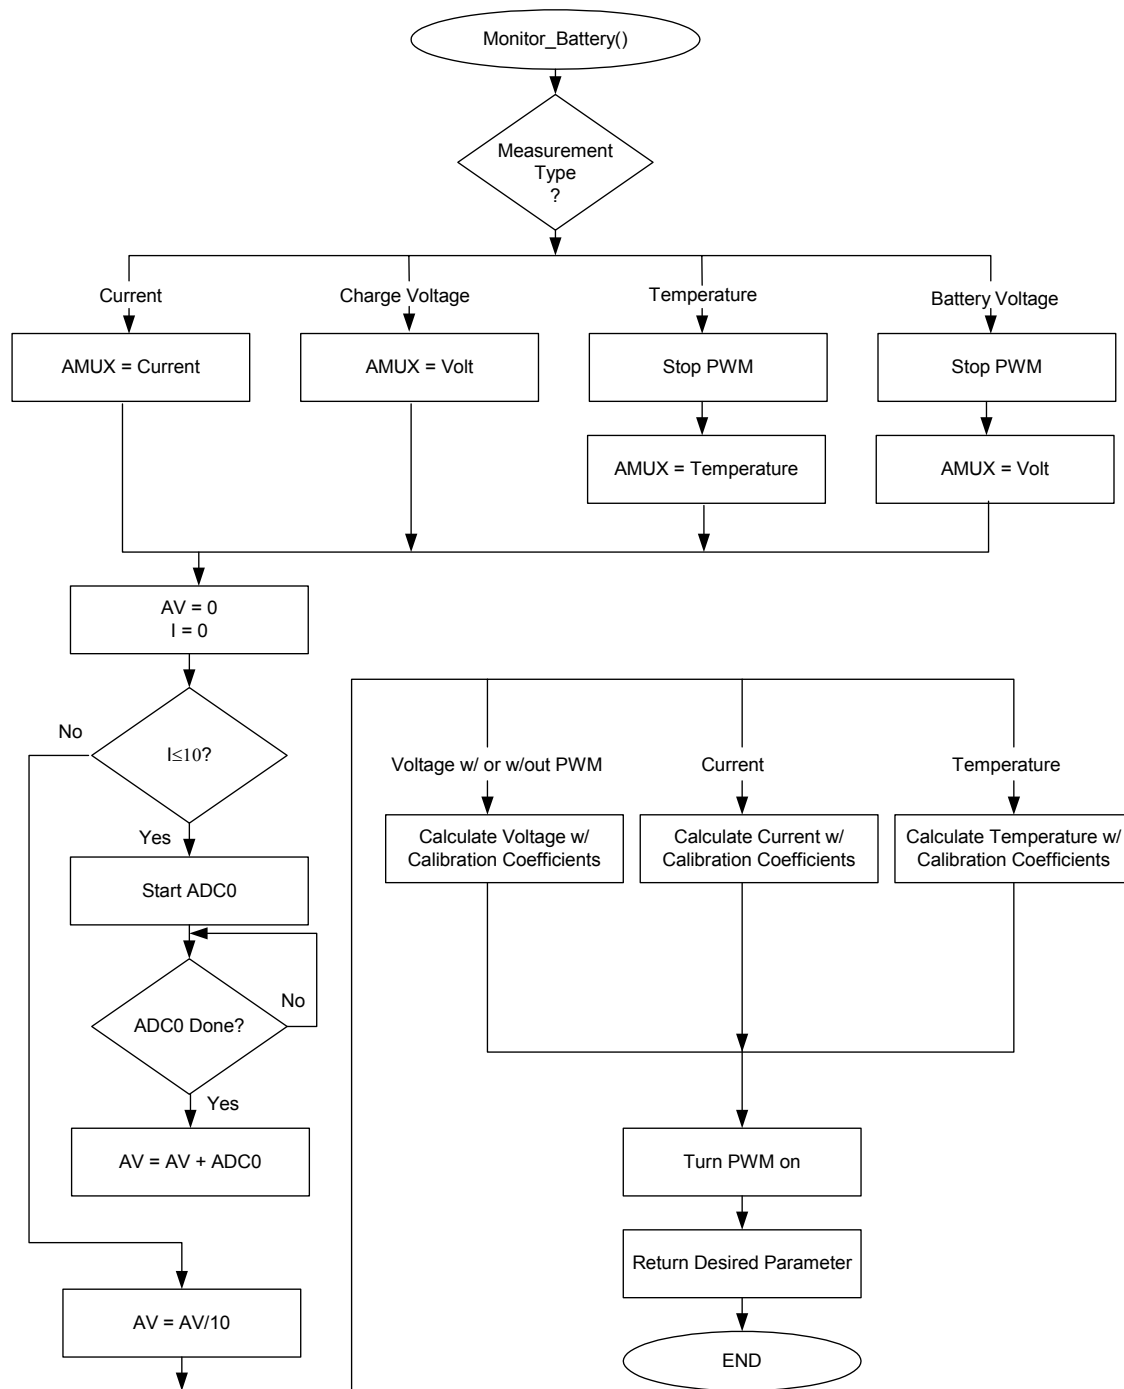 Monitor_Battery()
Measurement
Type
?
Current
Charge Voltage
Temperature
Battery Voltage
AMUX = Current
AMUX = Volt
Stop PWM
Stop PWM
AMUX = Temperature
AMUX = Volt
AV = 0
I = 0
No
I≤10?
Yes
Start ADC0
No
ADC0 Done?
Yes
AV = AV + ADC0
AV = AV/10
Voltage w/ or w/out PWM
Current
Temperature
Calculate Voltage w/
Calibration Coefficients
Calculate Current w/
Calibration Coefficients
Calculate Temperature w/
Calibration Coefficients
Turn PWM on
Return Desired Parameter
END